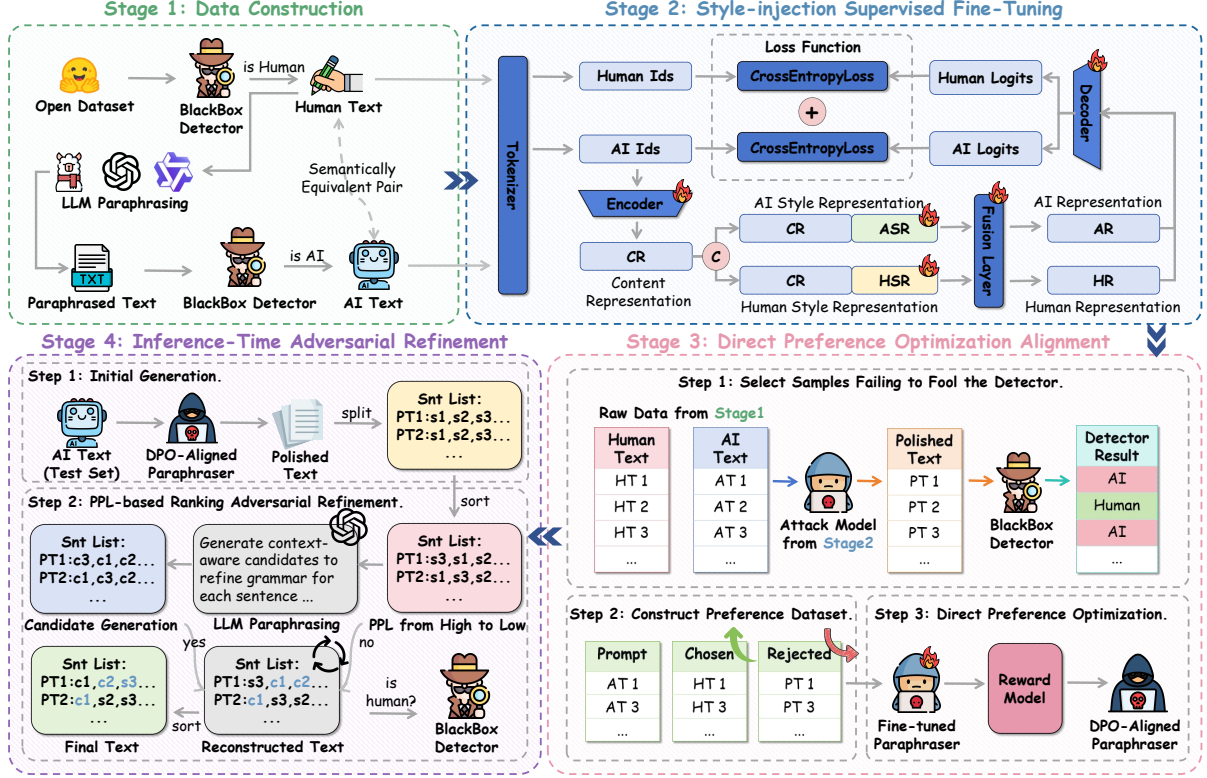 Stage 1: Data Construction
Open Dataset
BlackBox
Detector
is Human
Human Text
LLM Paraphrasing
Semantically
Equivalent Pair
TXT
Paraphrased Text
BlackBox Detector
is AI
AI
AI Text
Stage 2: Style-injection Supervised Fine-Tuning
Tokenizer
Human Ids
AI Ids
Loss Function
CrossEntropyLoss
+
CrossEntropyLoss
Human Logits
AI Logits
Decoder
Encoder
CR
Content
Representation
C
AI Style Representation
CR
ASR
CR
HSR
Human Style Representation
Fusion Layer
AI Representation
AR
HR
Human Representation
Stage 4: Inference-Time Adversarial Refinement
Step 1: Initial Generation.
AI
AI Text
(Test Set)
DPO-Aligned
Paraphraser
Polished
Text
split
Snt List:
PT1:s1,s2,s3...
PT2:s1,s2,s3...
...
sort
Step 2: PPL-based Ranking Adversarial Refinement.
Snt List:
PT1:c3,c1,c2...
PT2:c1,c3,c2...
...
Candidate Generation
Generate context-
aware candidates to
refine grammar for
each sentence ...
LLM Paraphrasing
Snt List:
PT1:s3,s1,s2...
PT2:s1,s3,s2...
...
PPL from High to Low
yes
no
Snt List:
PT1:c1,c2,s3...
PT2:c1,s2,s3...
...
Final Text
sort
Snt List:
PT1:s3,c1,c2...
PT2:c1,s3,s2...
...
Reconstructed Text
is
human?
BlackBox
Detector
Stage 3: Direct Preference Optimization Alignment
Step 1: Select Samples Failing to Fool the Detector.
Raw Data from Stage1
Human
Text
HT 1
HT 2
HT 3
...
AI
Text
AT 1
AT 2
AT 3
...
Attack Model
from Stage2
Polished
Text
PT 1
PT 2
PT 3
...
BlackBox
Detector
Detector
Result
AI
Human
AI
...
Step 2: Construct Preference Dataset.
Prompt
AT 1
AT 3
...
Chosen
HT 1
HT 3
...
Rejected
PT 1
PT 3
...
Step 3: Direct Preference Optimization.
Fine-tuned
Paraphraser
Reward
Model
DPO-Aligned
Paraphraser